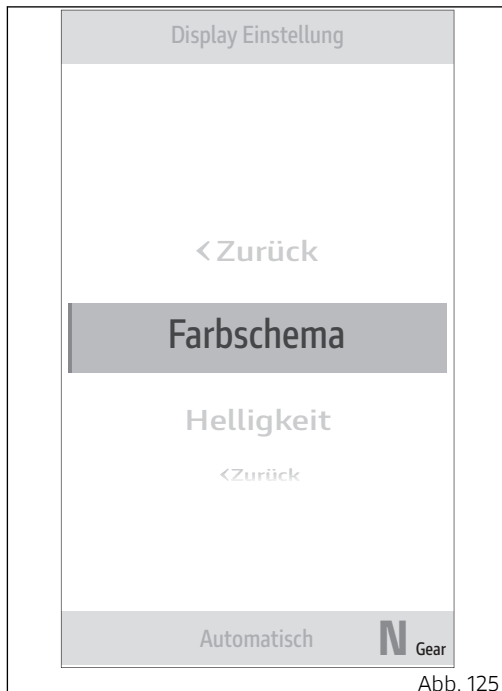 Display Einstellung
<Zurück
Farbschema
Helligkeit
<Zurück
Automatisch N Gear
Abb. 125